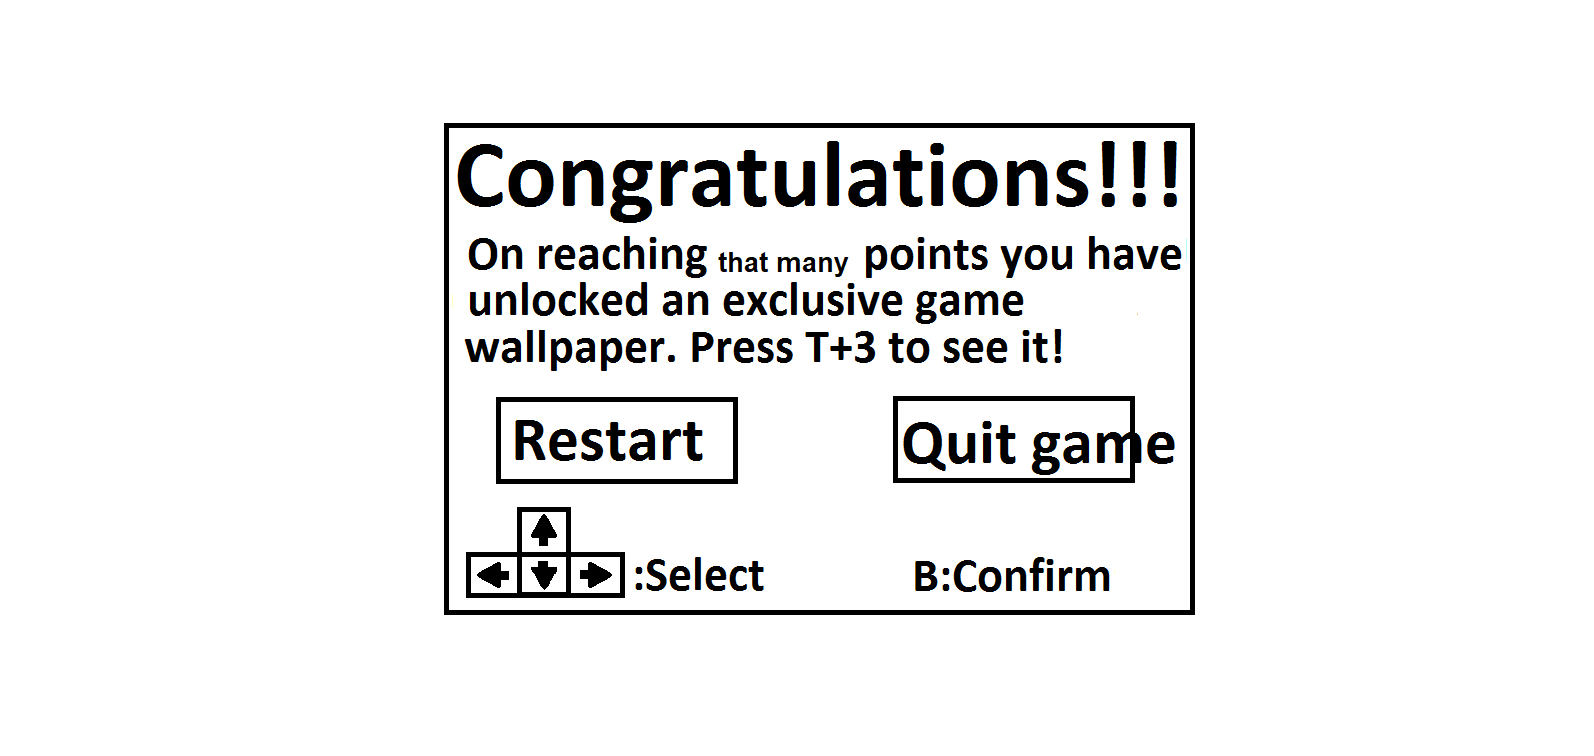 Congratulations!!!
On reaching that many points you have
unlocked an exclusive game
wallpaper. Press T+3 to see it!
Restart
Quit game
:Select
B:Confirm